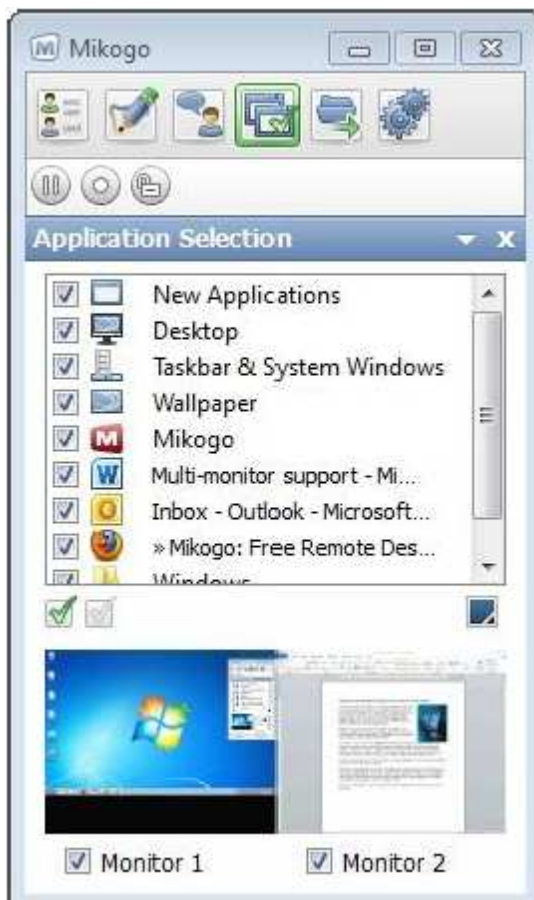 Mikogo
Application Selection
New Applications
Desktop
Taskbar & System Windows
Wallpaper
Mikogo
Multi-monitor support - Mi...
Inbox - Outlook - Microsoft...
» Mikogo: Free Remote Des...
Windows
Monitor 1
Monitor 2